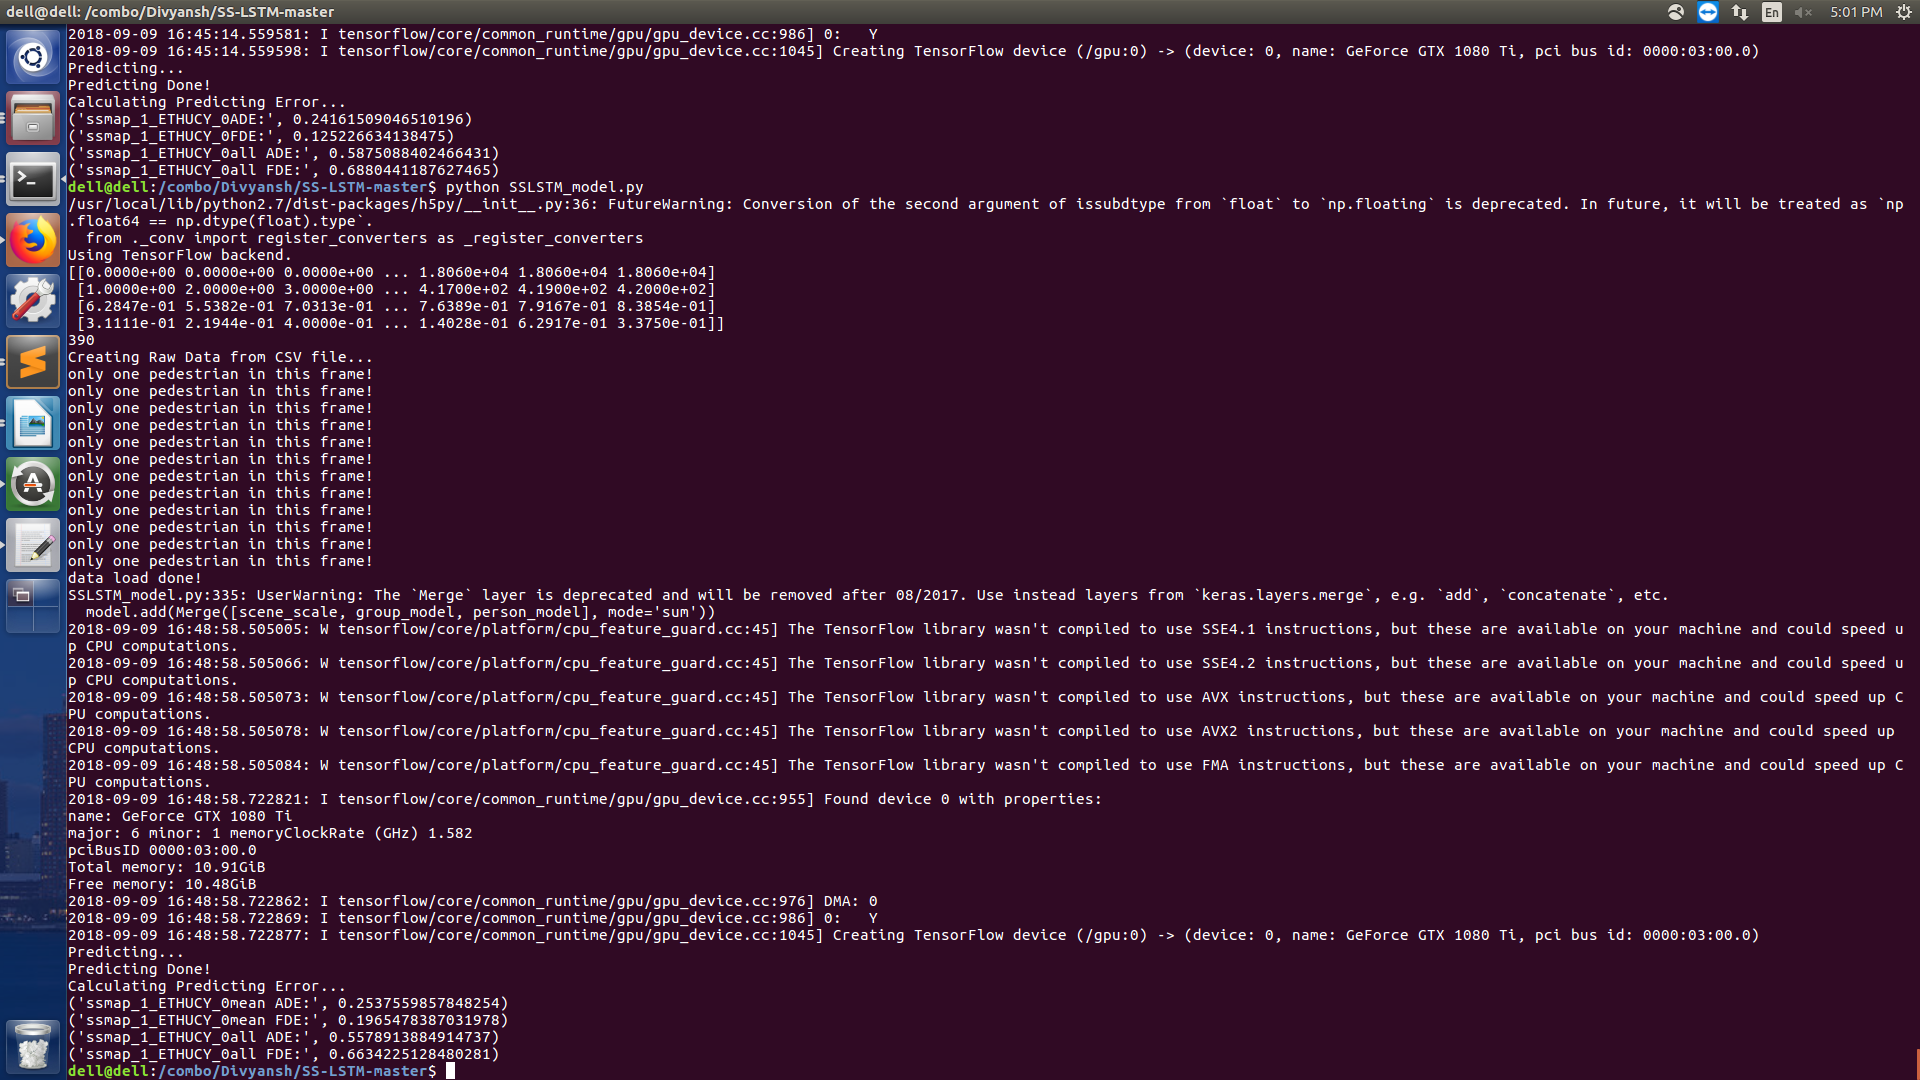 dell@dell: /combo/Divyansh/SS-LSTM-master
En
5:01 PM
2018-09-09 16:45:14.559581: I tensorflow/core/common_runtime/gpu/gpu_device.cc:986] 0:   Y
2018-09-09 16:45:14.559598: I tensorflow/core/common_runtime/gpu/gpu_device.cc:1045] Creating TensorFlow device (/gpu:0) -> (device: 0, name: GeForce GTX 1080 Ti, pci bus id: 0000:03:00.0)
Predicting...
Predicting Done!
Calculating Predicting Error...
('ssmap_1_ETHUCY_0ADE:', 0.24161509046510196)
('ssmap_1_ETHUCY_0FDE:', 0.125226634138475)
('ssmap_1_ETHUCY_0all ADE:', 0.5875088402466431)
('ssmap_1_ETHUCY_0all FDE:', 0.6880441187627465)
dell@dell:/combo/Divyansh/SS-LSTM-master$ python SSLSTM_model.py
/usr/local/lib/python2.7/dist-packages/h5py/__init__.py:36: FutureWarning: Conversion of the second argument of issubdtype from `float` to `np.floating` is deprecated. In future, it will be treated as `np
.float64 == np.dtype(float).type`.
  from ._conv import register_converters as _register_converters
Using TensorFlow backend.
[[0.0000e+00 0.0000e+00 0.0000e+00 ... 1.8060e+04 1.8060e+04 1.8060e+04]
 [1.0000e+00 2.0000e+00 3.0000e+00 ... 4.1700e+02 4.1900e+02 4.2000e+02]
 [6.2847e-01 5.5382e-01 7.0313e-01 ... 7.6389e-01 7.9167e-01 8.3854e-01]
 [3.1111e-01 2.1944e-01 4.0000e-01 ... 1.4028e-01 6.2917e-01 3.3750e-01]]
390
Creating Raw Data from CSV file...
only one pedestrian in this frame!
only one pedestrian in this frame!
only one pedestrian in this frame!
only one pedestrian in this frame!
only one pedestrian in this frame!
only one pedestrian in this frame!
only one pedestrian in this frame!
only one pedestrian in this frame!
only one pedestrian in this frame!
only one pedestrian in this frame!
only one pedestrian in this frame!
only one pedestrian in this frame!
data load done!
SSLSTM_model.py:335: UserWarning: The `Merge` layer is deprecated and will be removed after 08/2017. Use instead layers from `keras.layers.merge`, e.g. `add`, `concatenate`, etc.
  model.add(Merge([scene_scale, group_model, person_model], mode='sum'))
2018-09-09 16:48:58.505005: W tensorflow/core/platform/cpu_feature_guard.cc:45] The TensorFlow library wasn't compiled to use SSE4.1 instructions, but these are available on your machine and could speed u
p CPU computations.
2018-09-09 16:48:58.505066: W tensorflow/core/platform/cpu_feature_guard.cc:45] The TensorFlow library wasn't compiled to use SSE4.2 instructions, but these are available on your machine and could speed u
p CPU computations.
2018-09-09 16:48:58.505073: W tensorflow/core/platform/cpu_feature_guard.cc:45] The TensorFlow library wasn't compiled to use AVX instructions, but these are available on your machine and could speed up C
PU computations.
2018-09-09 16:48:58.505078: W tensorflow/core/platform/cpu_feature_guard.cc:45] The TensorFlow library wasn't compiled to use AVX2 instructions, but these are available on your machine and could speed up 
CPU computations.
2018-09-09 16:48:58.505084: W tensorflow/core/platform/cpu_feature_guard.cc:45] The TensorFlow library wasn't compiled to use FMA instructions, but these are available on your machine and could speed up C
PU computations.
2018-09-09 16:48:58.722821: I tensorflow/core/common_runtime/gpu/gpu_device.cc:955] Found device 0 with properties:
name: GeForce GTX 1080 Ti
major: 6 minor: 1 memoryClockRate (GHz) 1.582
pciBusID 0000:03:00.0
Total memory: 10.91GiB
Free memory: 10.48GiB
2018-09-09 16:48:58.722862: I tensorflow/core/common_runtime/gpu/gpu_device.cc:976] DMA: 0
2018-09-09 16:48:58.722869: I tensorflow/core/common_runtime/gpu/gpu_device.cc:986] 0:   Y
2018-09-09 16:48:58.722877: I tensorflow/core/common_runtime/gpu/gpu_device.cc:1045] Creating TensorFlow device (/gpu:0) -> (device: 0, name: GeForce GTX 1080 Ti, pci bus id: 0000:03:00.0)
Predicting...
Predicting Done!
Calculating Predicting Error...
('ssmap_1_ETHUCY_0mean ADE:', 0.2537559857848254)
('ssmap_1_ETHUCY_0mean FDE:', 0.1965478387031978)
('ssmap_1_ETHUCY_0all ADE:', 0.5578913884914737)
('ssmap_1_ETHUCY_0all FDE:', 0.6634225128480281)
dell@dell:/combo/Divyansh/SS-LSTM-master$